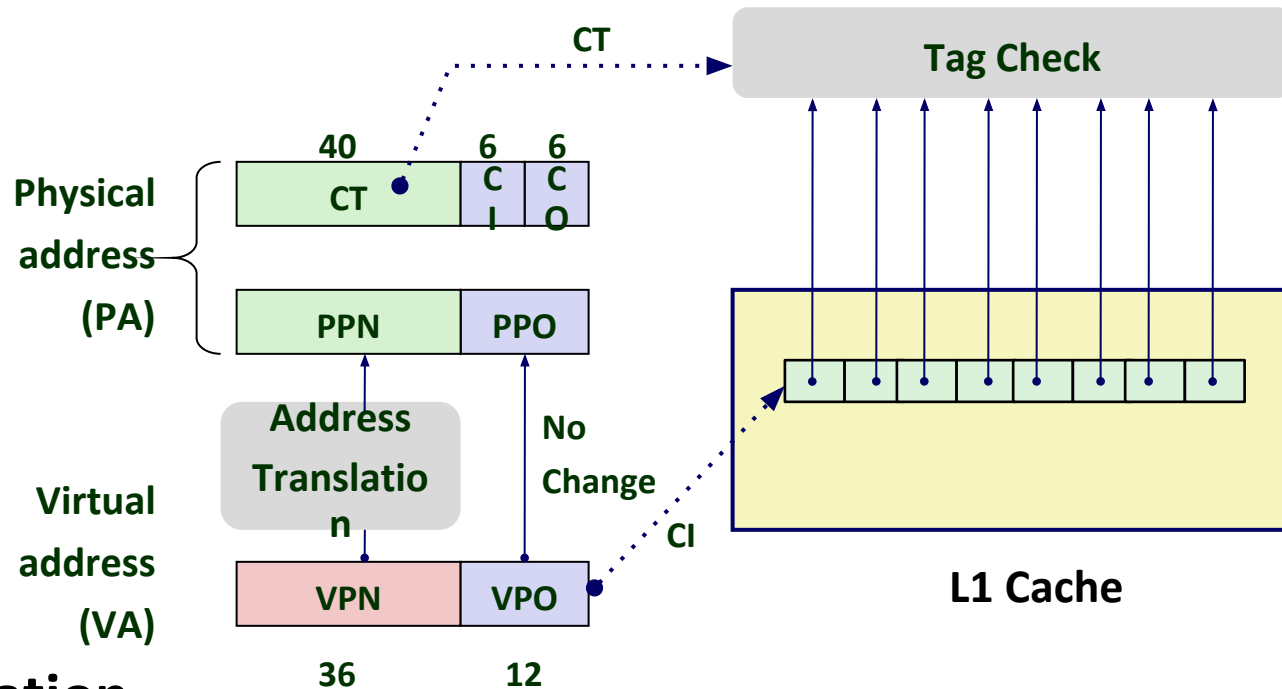 CT
Tag Check
40
6
6
Physical
address
(PA)
CT
C
I
C
O
PPN
PPO
Address
Translatio
n
No
Change
Virtual
address
(VA)
CI
VPN
VPO
L1 Cache
36
12